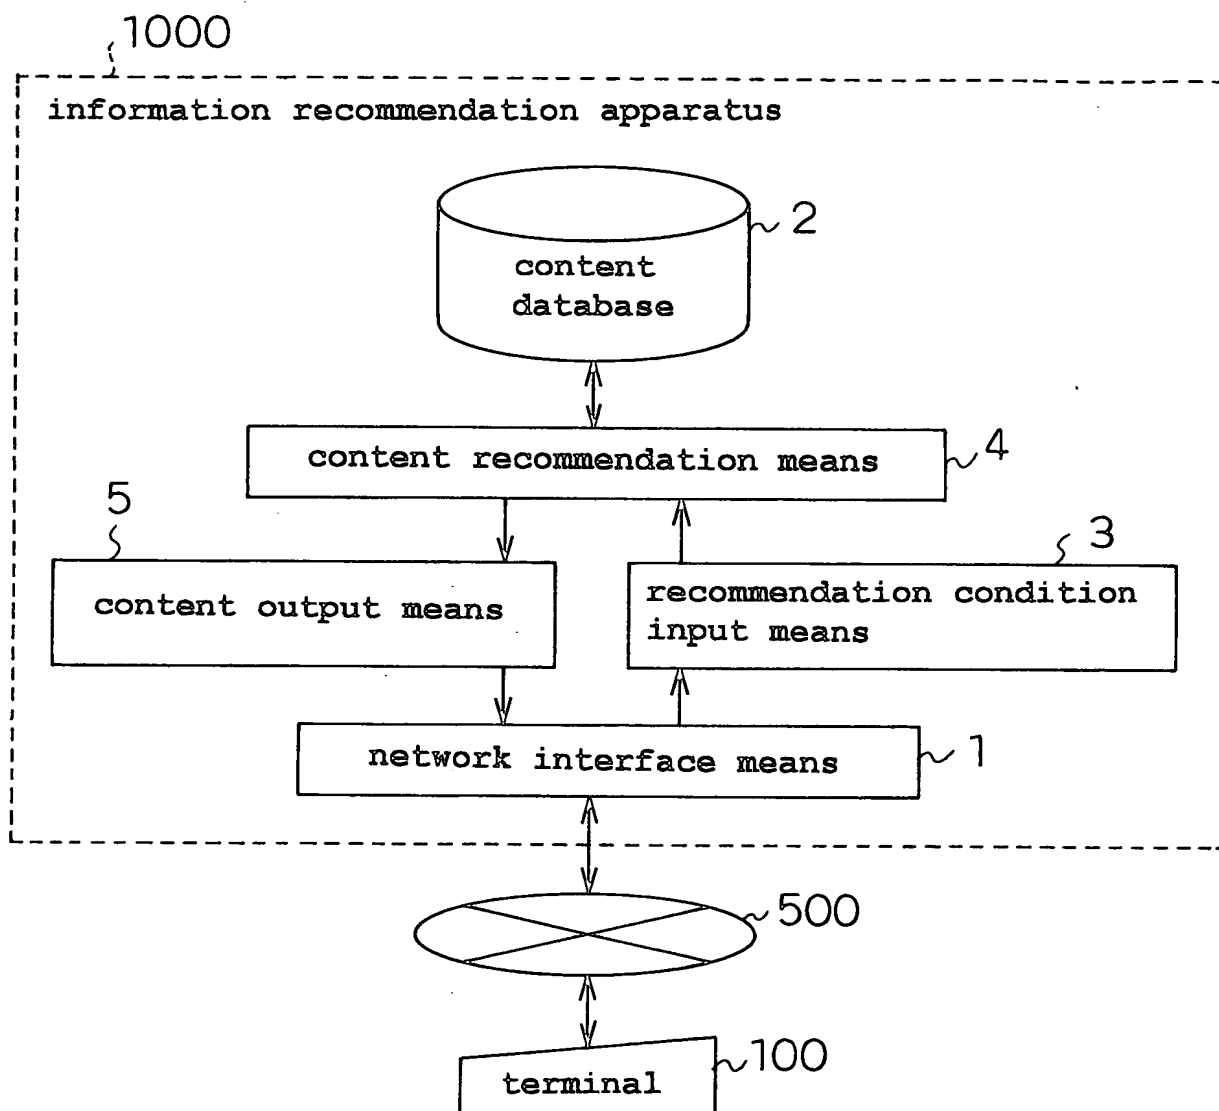 1000
information recommendation apparatus
2
content
database
content recommendation means
4
5
3
content output means
recommendation condition
input means
network interface means
1
500
100
terminal